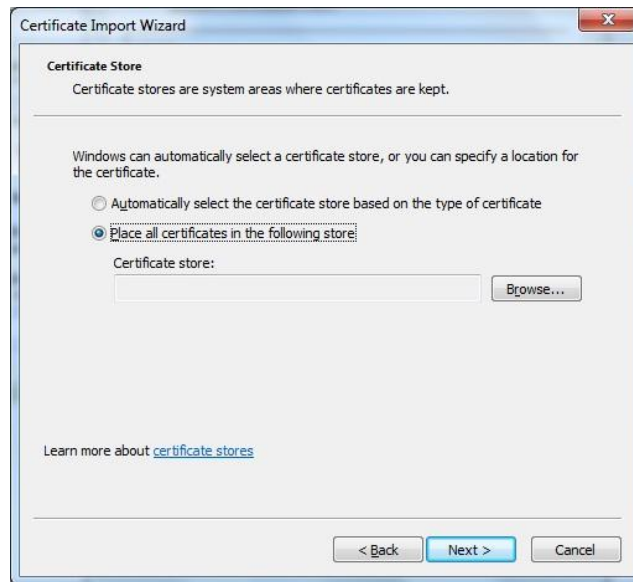 Certificate Import Wizard
Certificate Store
Certificate stores are system areas where certificates are kept.
Windows can automatically select a certificate store, or you can specify a location for
the certificate.
Automatically select the certificate store based on the type of certificate
Place all certificates in the following store
Certificate store:
Browse...
Learn more about certificate stores
< Back Next > Cancel